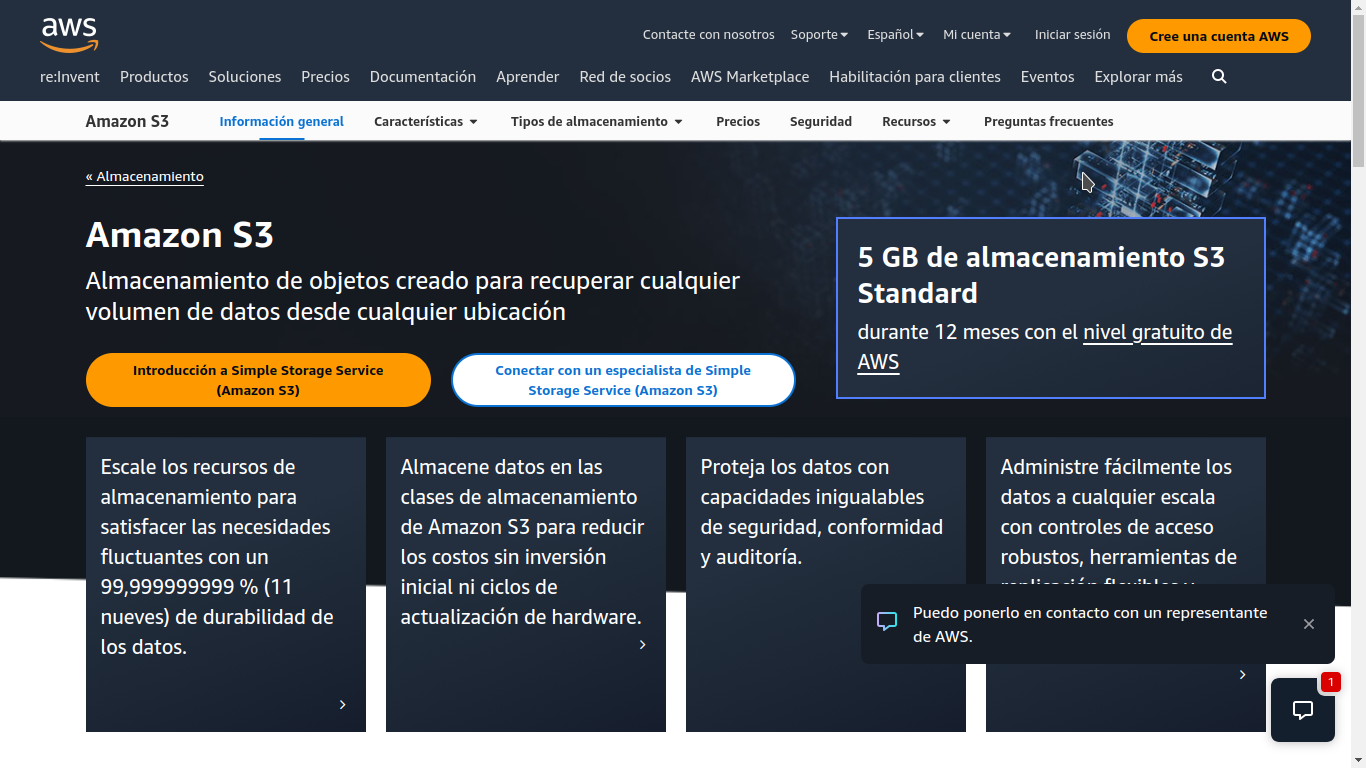 aws
Contacte con nosotros Soporte Español Mi cuenta Iniciar sesión Cree una cuenta AWS
re:Invent Productos Soluciones Precios Documentación Aprender Red de socios AWS Marketplace Habilitación para clientes Eventos Explorar más
Amazon S3 Información general Características Tipos de almacenamiento Precios Seguridad Recursos Preguntas frecuentes
« Almacenamiento
Amazon S3
Almacenamiento de objetos creado para recuperar cualquier
volumen de datos desde cualquier ubicación
Introducción a Simple Storage Service
(Amazon S3)
Conectar con un especialista de Simple
Storage Service (Amazon S3)
5 GB de almacenamiento S3
Standard
durante 12 meses con el nivel gratuito de
AWS
Escale los recursos de
almacenamiento para
satisfacer las necesidades
fluctuantes con un
99,999999999 % (11
nueves) de durabilidad de
los datos.
Almacene datos en las
clases de almacenamiento
de Amazon S3 para reducir
los costos sin inversión
inicial ni ciclos de
actualización de hardware.
Proteja los datos con
capacidades inigualables
de seguridad, conformidad
y auditoría.
Administre fácilmente los
datos a cualquier escala
con controles de acceso
robustos, herramientas de
replicación flexibles y
Puedo ponerlo en contacto con un representante
de AWS.
1